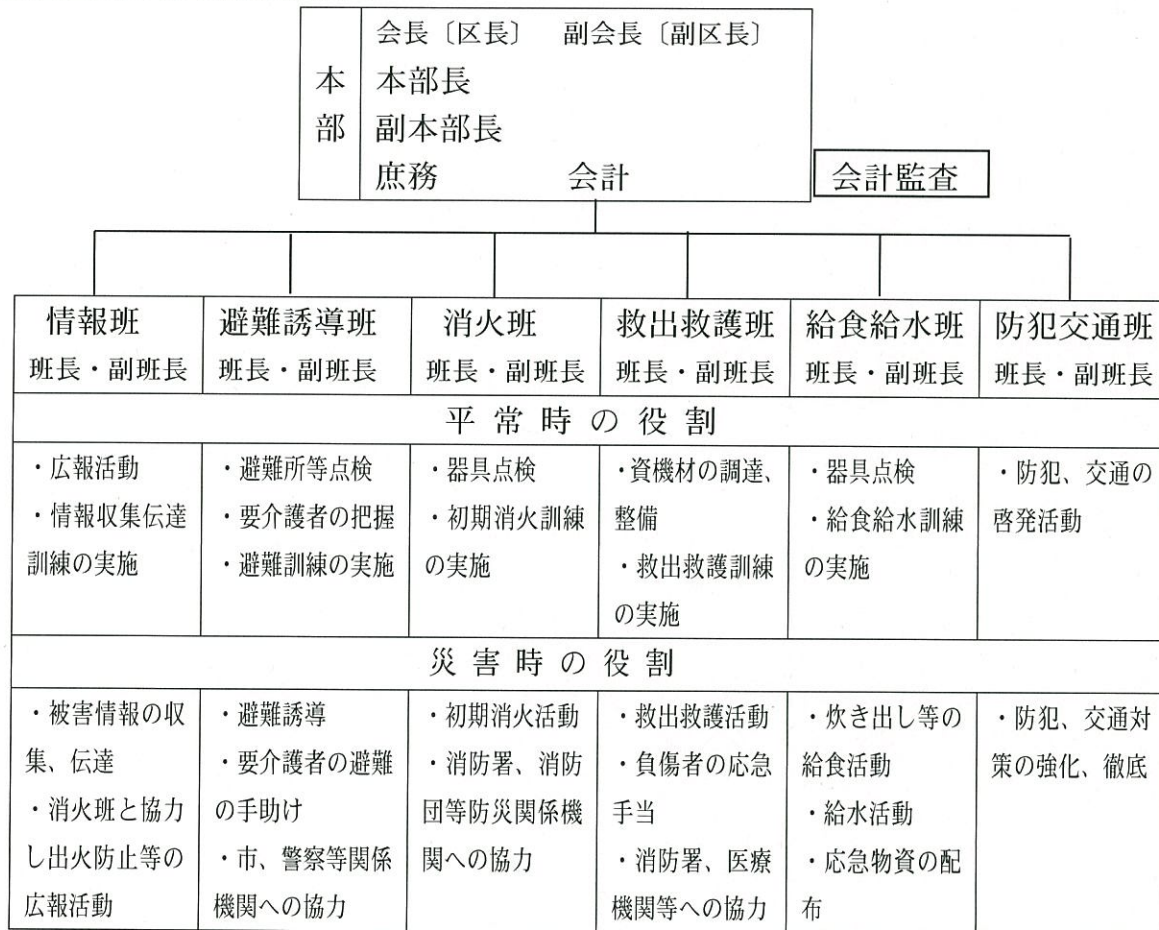 会長〔区長〕 副会長〔副区長〕
本部
本部長
副本部長
庶務 会計
会計監査
情報班
班長・副班長
避難誘導班
班長・副班長
消火班
班長・副班長
救出救護班
班長・副班長
給食給水班
班長・副班長
防犯交通班
班長・副班長
平常時の役割
・広報活動
・情報収集伝達
訓練の実施
・避難所等点検
・要介護者の把握
・避難訓練の実施
・器具点検
・初期消火訓練
の実施
・資機材の調達、
整備
・救出救護訓練
の実施
・器具点検
・給食給水訓練
の実施
・防犯、交通の
啓発活動
災害時の役割
・被害情報の収
集、伝達
・消火班と協力
し出火防止等の
広報活動
・避難誘導
・要介護者の避難
の手助け
・市、警察等関係
機関への協力
・初期消火活動
・消防署、消防
団等防災関係機
関への協力
・救出救護活動
・負傷者の応急
手当
・消防署、医療
機関等への協力
・炊き出し等の
給食活動
・給水活動
・応急物資の配
布
・防犯、交通対
策の強化、徹底